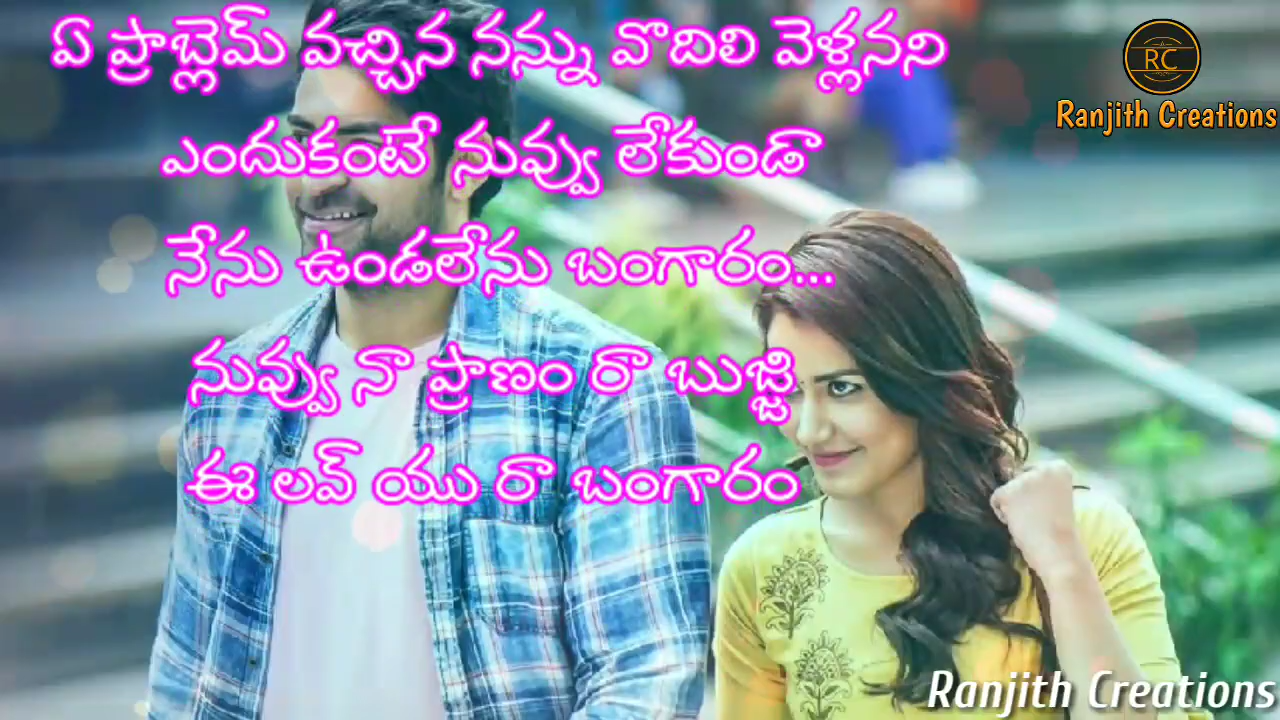 ఏ ప్రాబ్లెమ్ వచ్చిన నన్ను వొదిలి వెళ్లనని
ఎందుకంటే నువ్వు లేకుండా
నేను ఉండలేను బంగారం...
నువ్వు నా ప్రాణం రా బుజ్జి
ఈ లవ్ యు రా బంగారం
RC
Ranjith Creations
Ranjith Creations